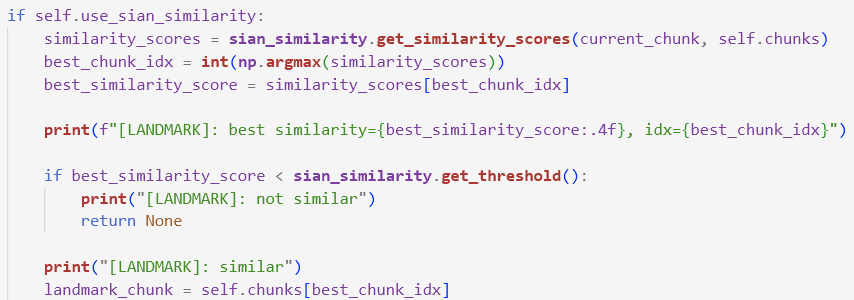 if self.use_sian_similarity:
    similarity_scores = sian_similarity.get_similarity_scores(current_chunk, self.chunks)
    best_chunk_idx = int(np.argmax(similarity_scores))
    best_similarity_score = similarity_scores[best_chunk_idx]

    print(f"[LANDMARK]: best similarity={best_similarity_score:.4f}, idx={best_chunk_idx}")

    if best_similarity_score < sian_similarity.get_threshold():
        print("[LANDMARK]: not similar")
        return None

    print("[LANDMARK]: similar")
    landmark_chunk = self.chunks[best_chunk_idx]